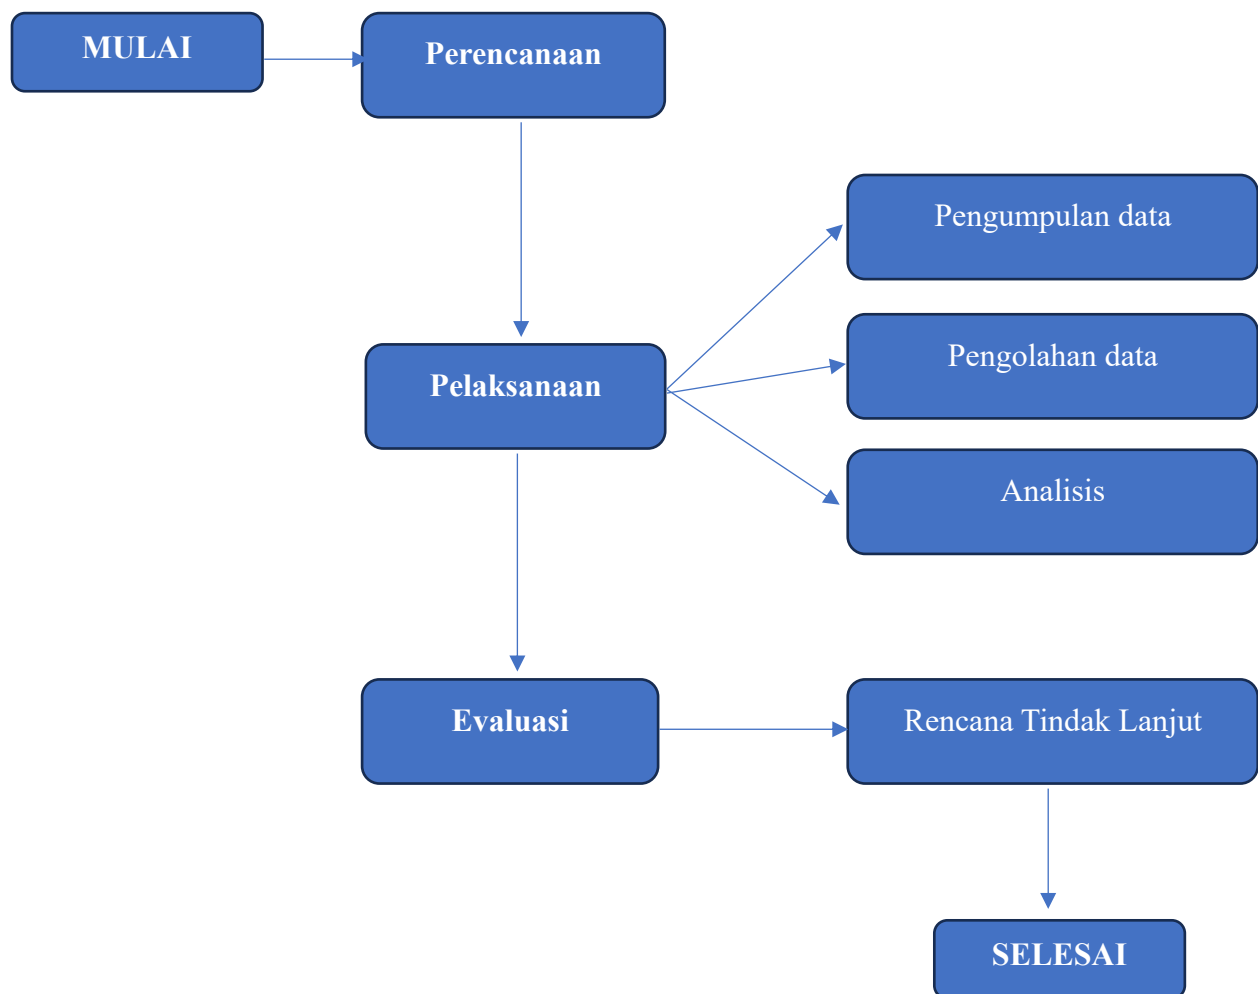 MULAI
Perencanaan
Pengumpulan data
Pengolahan data
Pelaksanaan
Analisis
Evaluasi
Rencana Tindak Lanjut
SELESAI